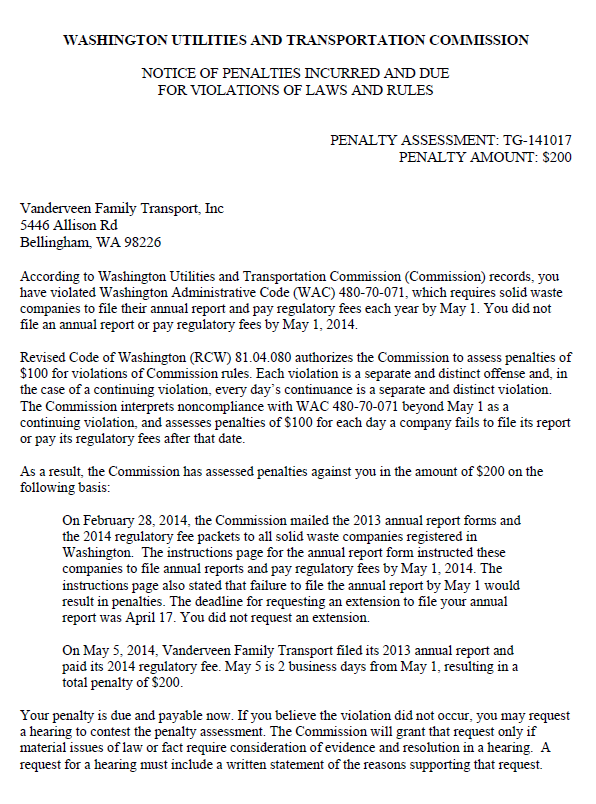 WASHINGTON UTILITIES AND TRANSPORTATION COMMISSION
NOTICE OF PENALTIES INCURRED AND DUE
FOR VIOLATIONS OF LAWS AND RULES
PENALTY ASSESSMENT: TG-141017
PENALTY AMOUNT: $200
Vanderveen Family Transport, Inc
5446 Allison Rd
Bellingham, WA 98226
According to Washington Utilities and Transportation Commission (Commission) records, you
have violated Washington Administrative Code (WAC) 480-70-071, which requires solid waste
companies to file their annual report and pay regulatory fees each year by May 1. You did not
file an annual report or pay regulatory fees by May 1, 2014.
Revised Code of Washington (RCW) 81.04.080 authorizes the Commission to assess penalties of
$100 for violations of Commission rules. Each violation is a separate and distinct offense and, in
the case of a continuing violation, every day's continuance is a separate and distinct violation.
The Commission interprets noncompliance with WAC 480-70-071 beyond May 1 as a
continuing violation, and assesses penalties of $100 for each day a company fails to file its report
or pay its regulatory fees after that date.
As a result, the Commission has assessed penalties against you in the amount of $200 on the
following basis:
On February 28, 2014, the Commission mailed the 2013 annual report forms and
the 2014 regulatory fee packets to all solid waste companies registered in
Washington. The instructions page for the annual report form instructed these
companies to file annual reports and pay regulatory fees by May 1, 2014. The
instructions page also stated that failure to file the annual report by May 1 would
result in penalties. The deadline for requesting an extension to file your annual
report was April 17. You did not request an extension.
On May 5, 2014, Vanderveen Family Transport filed its 2013 annual report and
paid its 2014 regulatory fee. May 5 is 2 business days from May 1, resulting in a
total penalty of $200.
Your penalty is due and payable now. If you believe the violation did not occur, you may request
a hearing to contest the penalty assessment. The Commission will grant that request only if
material issues of law or fact require consideration of evidence and resolution in a hearing. A
request for a hearing must include a written statement of the reasons supporting that request.